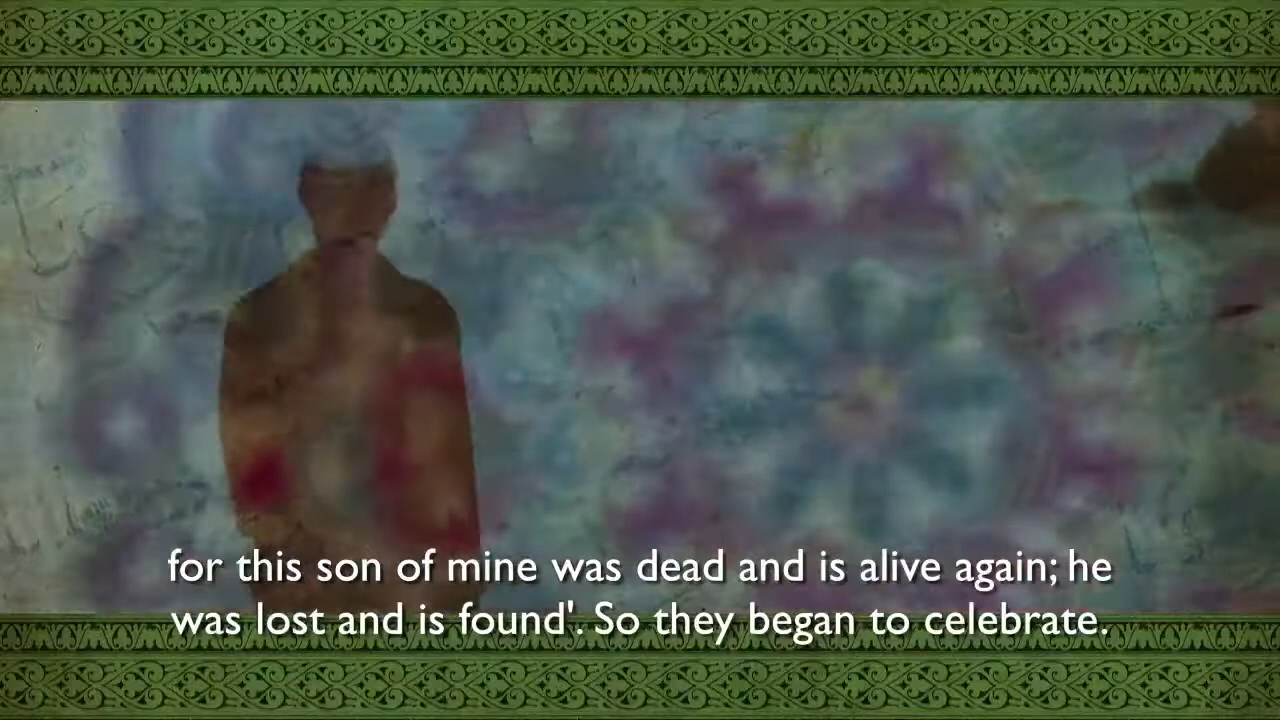 for this son of mine was dead and is alive again; he
was lost and is found'. So they began to celebrate.